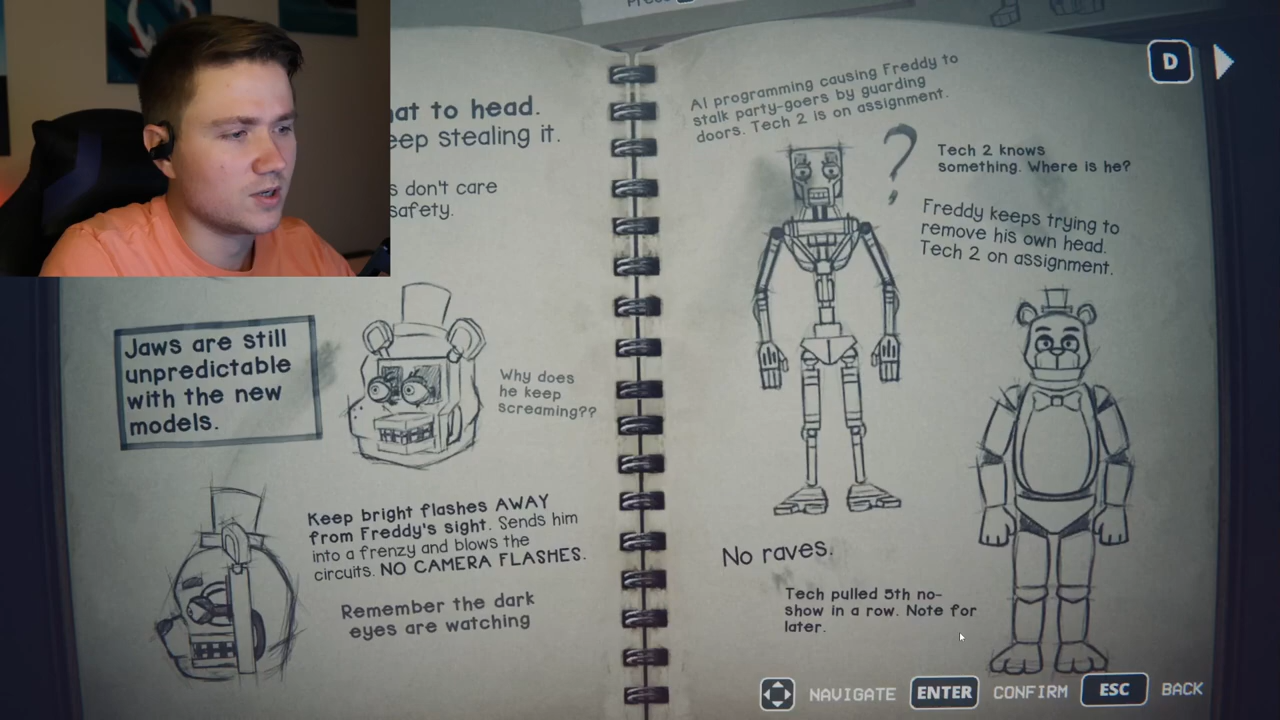 D
hat to head.
eep stealing it.
s don't care
safety.
Jaws are still
unpredictable
with the new
models.
Why does
he keep
screaming??
Keep bright flashes AWAY
from Freddy's sight. Sends him
into a frenzy and blows the
circuits. NO CAMERA FLASHES.
Remember the dark
eyes are watching
AI programming causing Freddy to
stalk party-goers by guarding
doors. Tech 2 is on assignment.
?
Tech 2 knows
something. Where is he?
Freddy keeps trying to
remove his own head.
Tech 2 on assignment.
No raves.
Tech pulled 5th no-
show in a row. Note for
later.
NAVIGATE ENTER CONFIRM ESC BACK